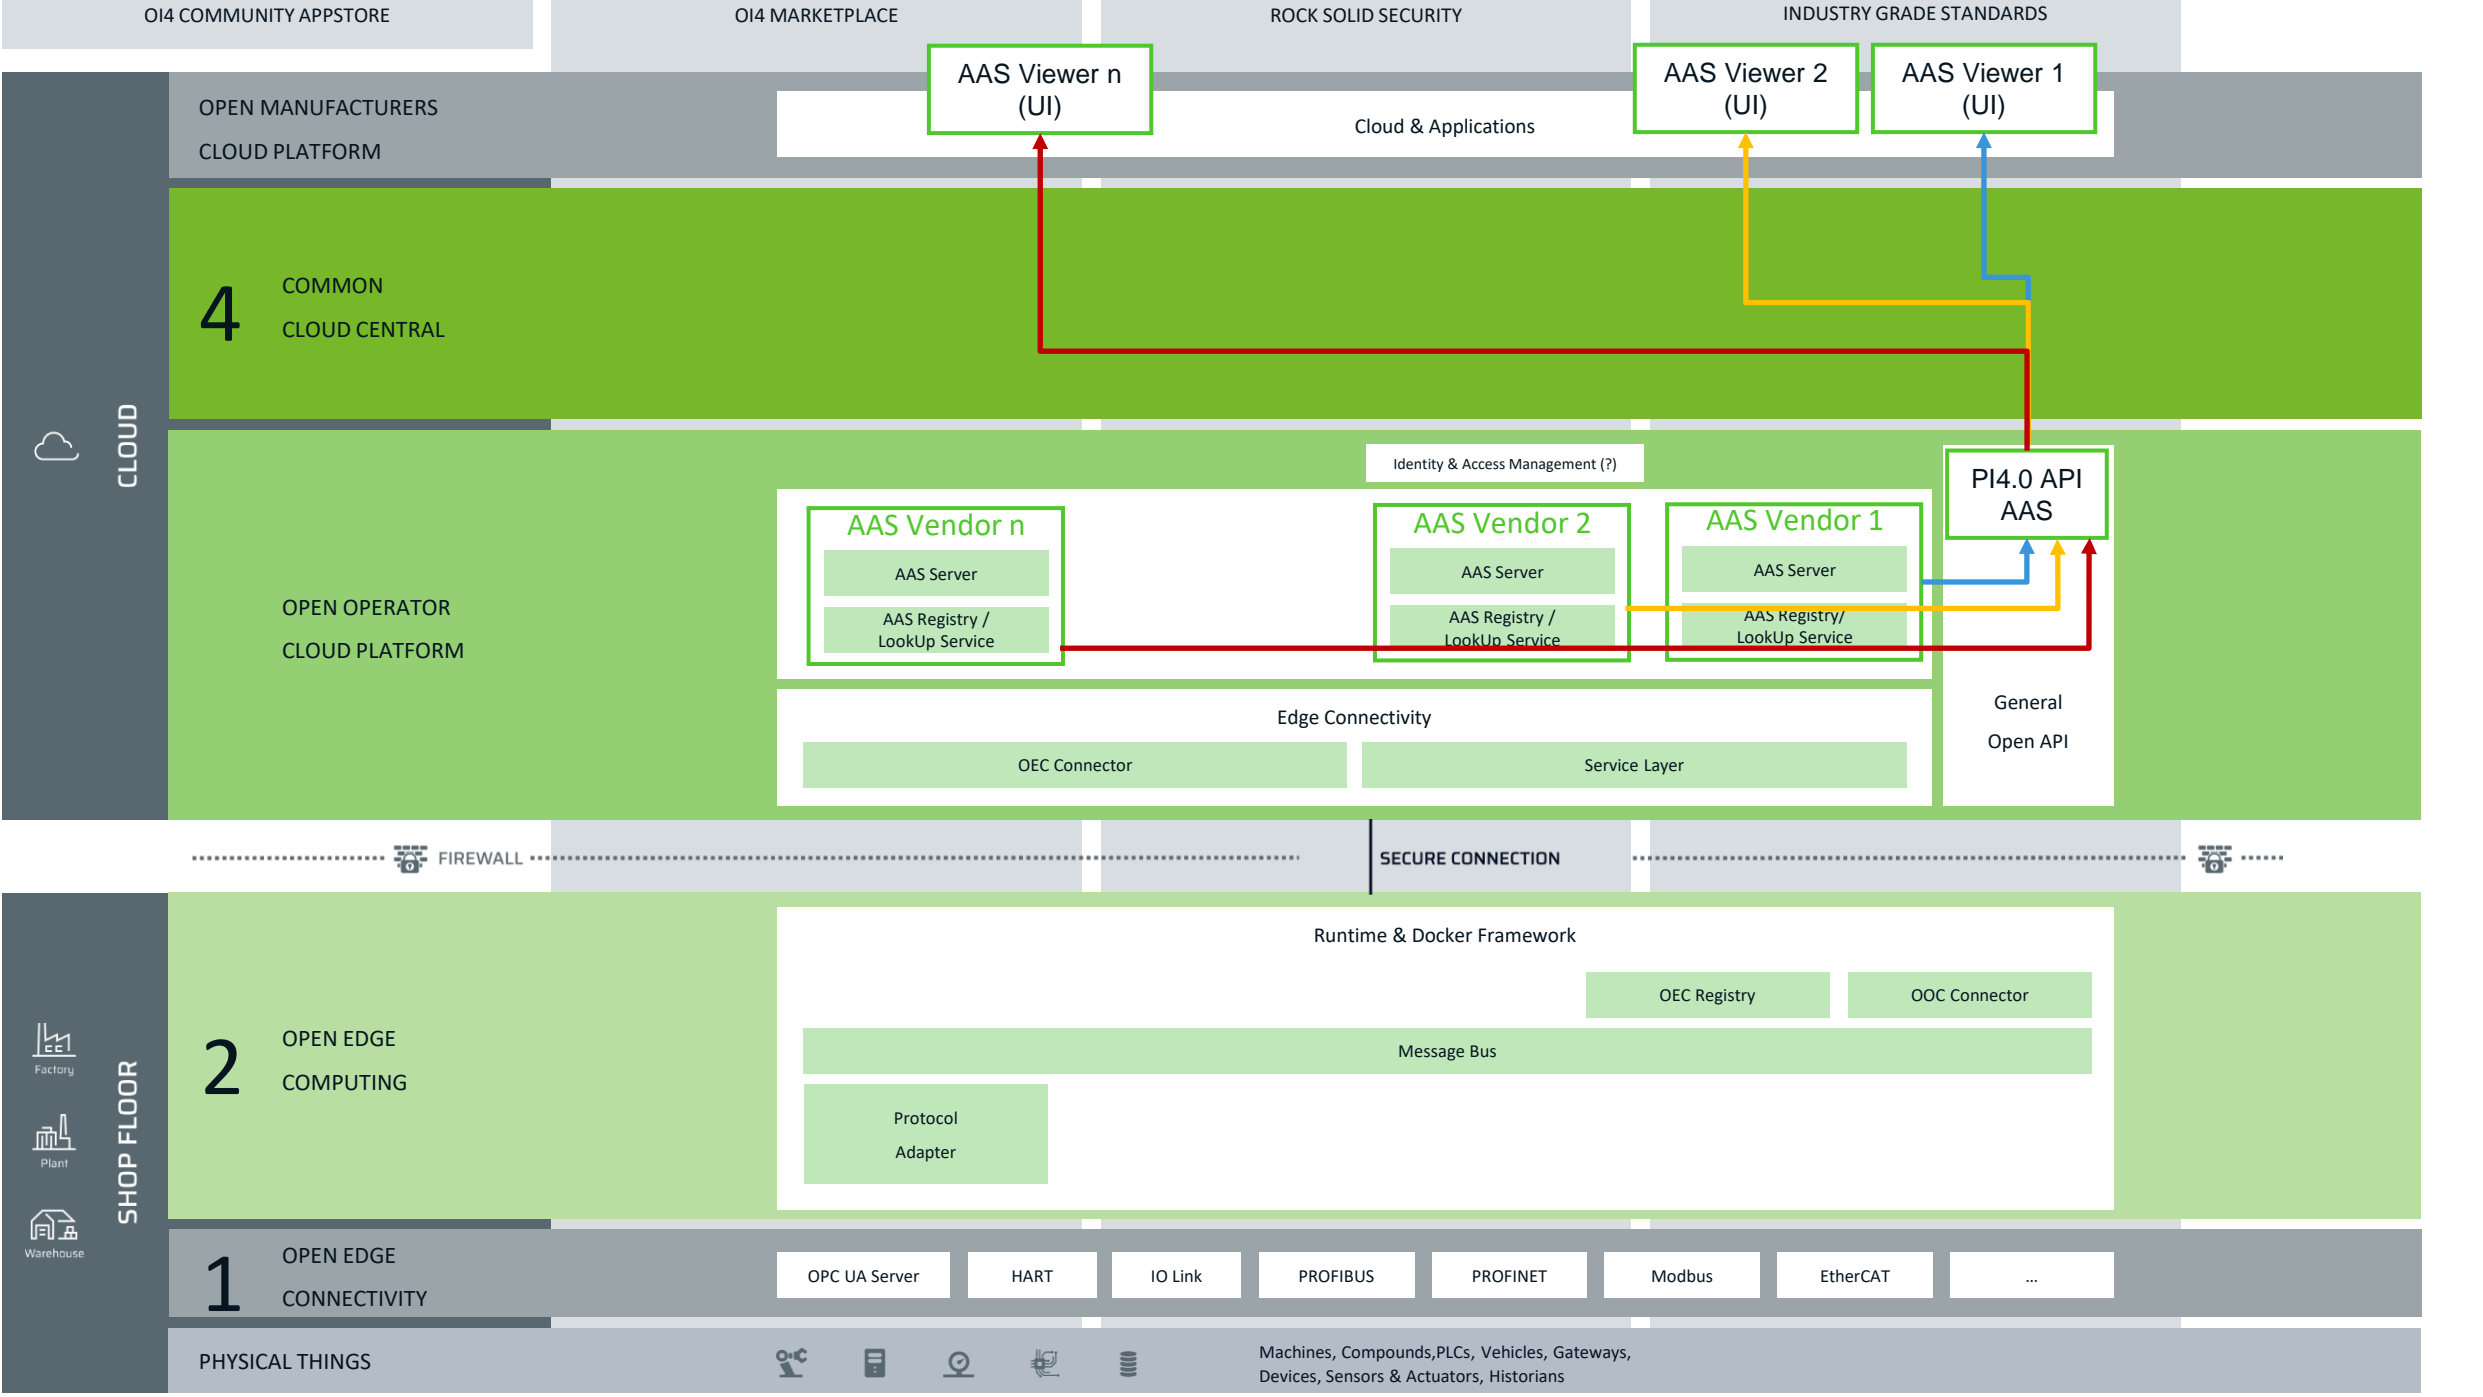 OI4 COMMUNITY APPSTORE
OI4 MARKETPLACE
ROCK SOLID SECURITY
INDUSTRY GRADE STANDARDS
AAS Viewer n
(UI)
AAS Viewer 2
(UI)
AAS Viewer 1
(UI)
OPEN MANUFACTURERS
CLOUD PLATFORM
Cloud & Applications
CLOUD
4
COMMON
CLOUD CENTRAL
Identity & Access Management (?)
PI4.0 API
AAS
AAS Vendor n
AAS Server
AAS Registry /
LookUp Service
AAS Vendor 2
AAS Server
AAS Registry /
LookUp Service
AAS Vendor 1
AAS Server
AAS Registry/
LookUp Service
OPEN OPERATOR
CLOUD PLATFORM
General
Open API
Edge Connectivity
OEC Connector
Service Layer
FIREWALL
SECURE CONNECTION
SHOP FLOOR
Factory
Plant
Warehouse
2
OPEN EDGE
COMPUTING
Runtime & Docker Framework
OEC Registry
OOC Connector
Message Bus
Protocol
Adapter
1
OPEN EDGE
CONNECTIVITY
OPC UA Server
HART
IO Link
PROFIBUS
PROFINET
Modbus
EtherCAT
...
PHYSICAL THINGS
Machines, Compounds,PLCs, Vehicles, Gateways,
Devices, Sensors & Actuators, Historians